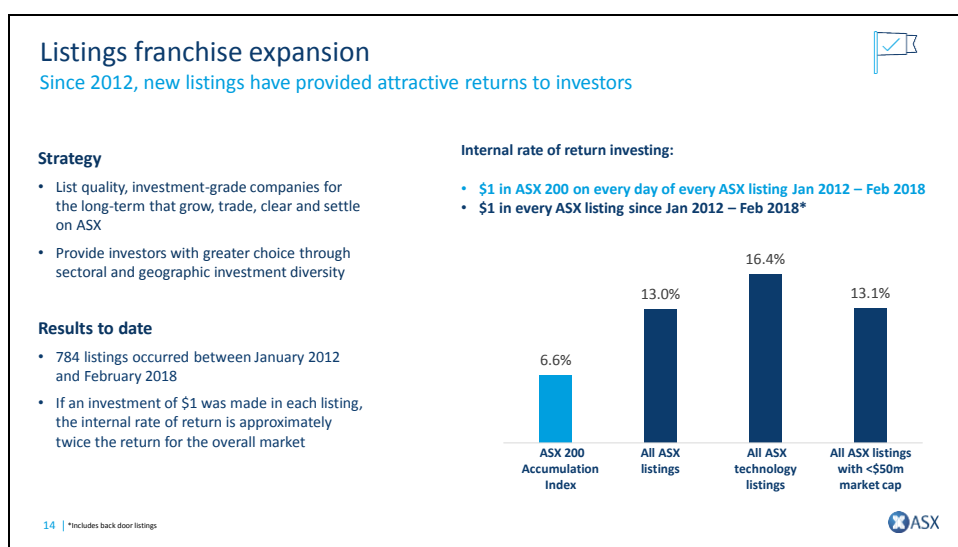 Listings franchise expansion
Since 2012, new listings have provided attractive returns to investors
Strategy
• List quality, investment-grade companies for
the long-term that grow, trade, clear and settle
on ASX
• Provide investors with greater choice through
sectoral and geographic investment diversity
Results to date
• 784 listings occurred between January 2012
and February 2018
• If an investment of $1 was made in each listing,
the internal rate of return is approximately
twice the return for the overall market
Internal rate of return investing:
• $1 in ASX 200 on every day of every ASX listing Jan 2012 – Feb 2018
• $1 in every ASX listing since Jan 2012 – Feb 2018*
6.6%
13.0%
16.4%
13.1%
ASX 200
Accumulation
Index
All ASX
listings
All ASX
technology
listings
All ASX listings
with <$50m
market cap
14 | *Includes back door listings
ASX